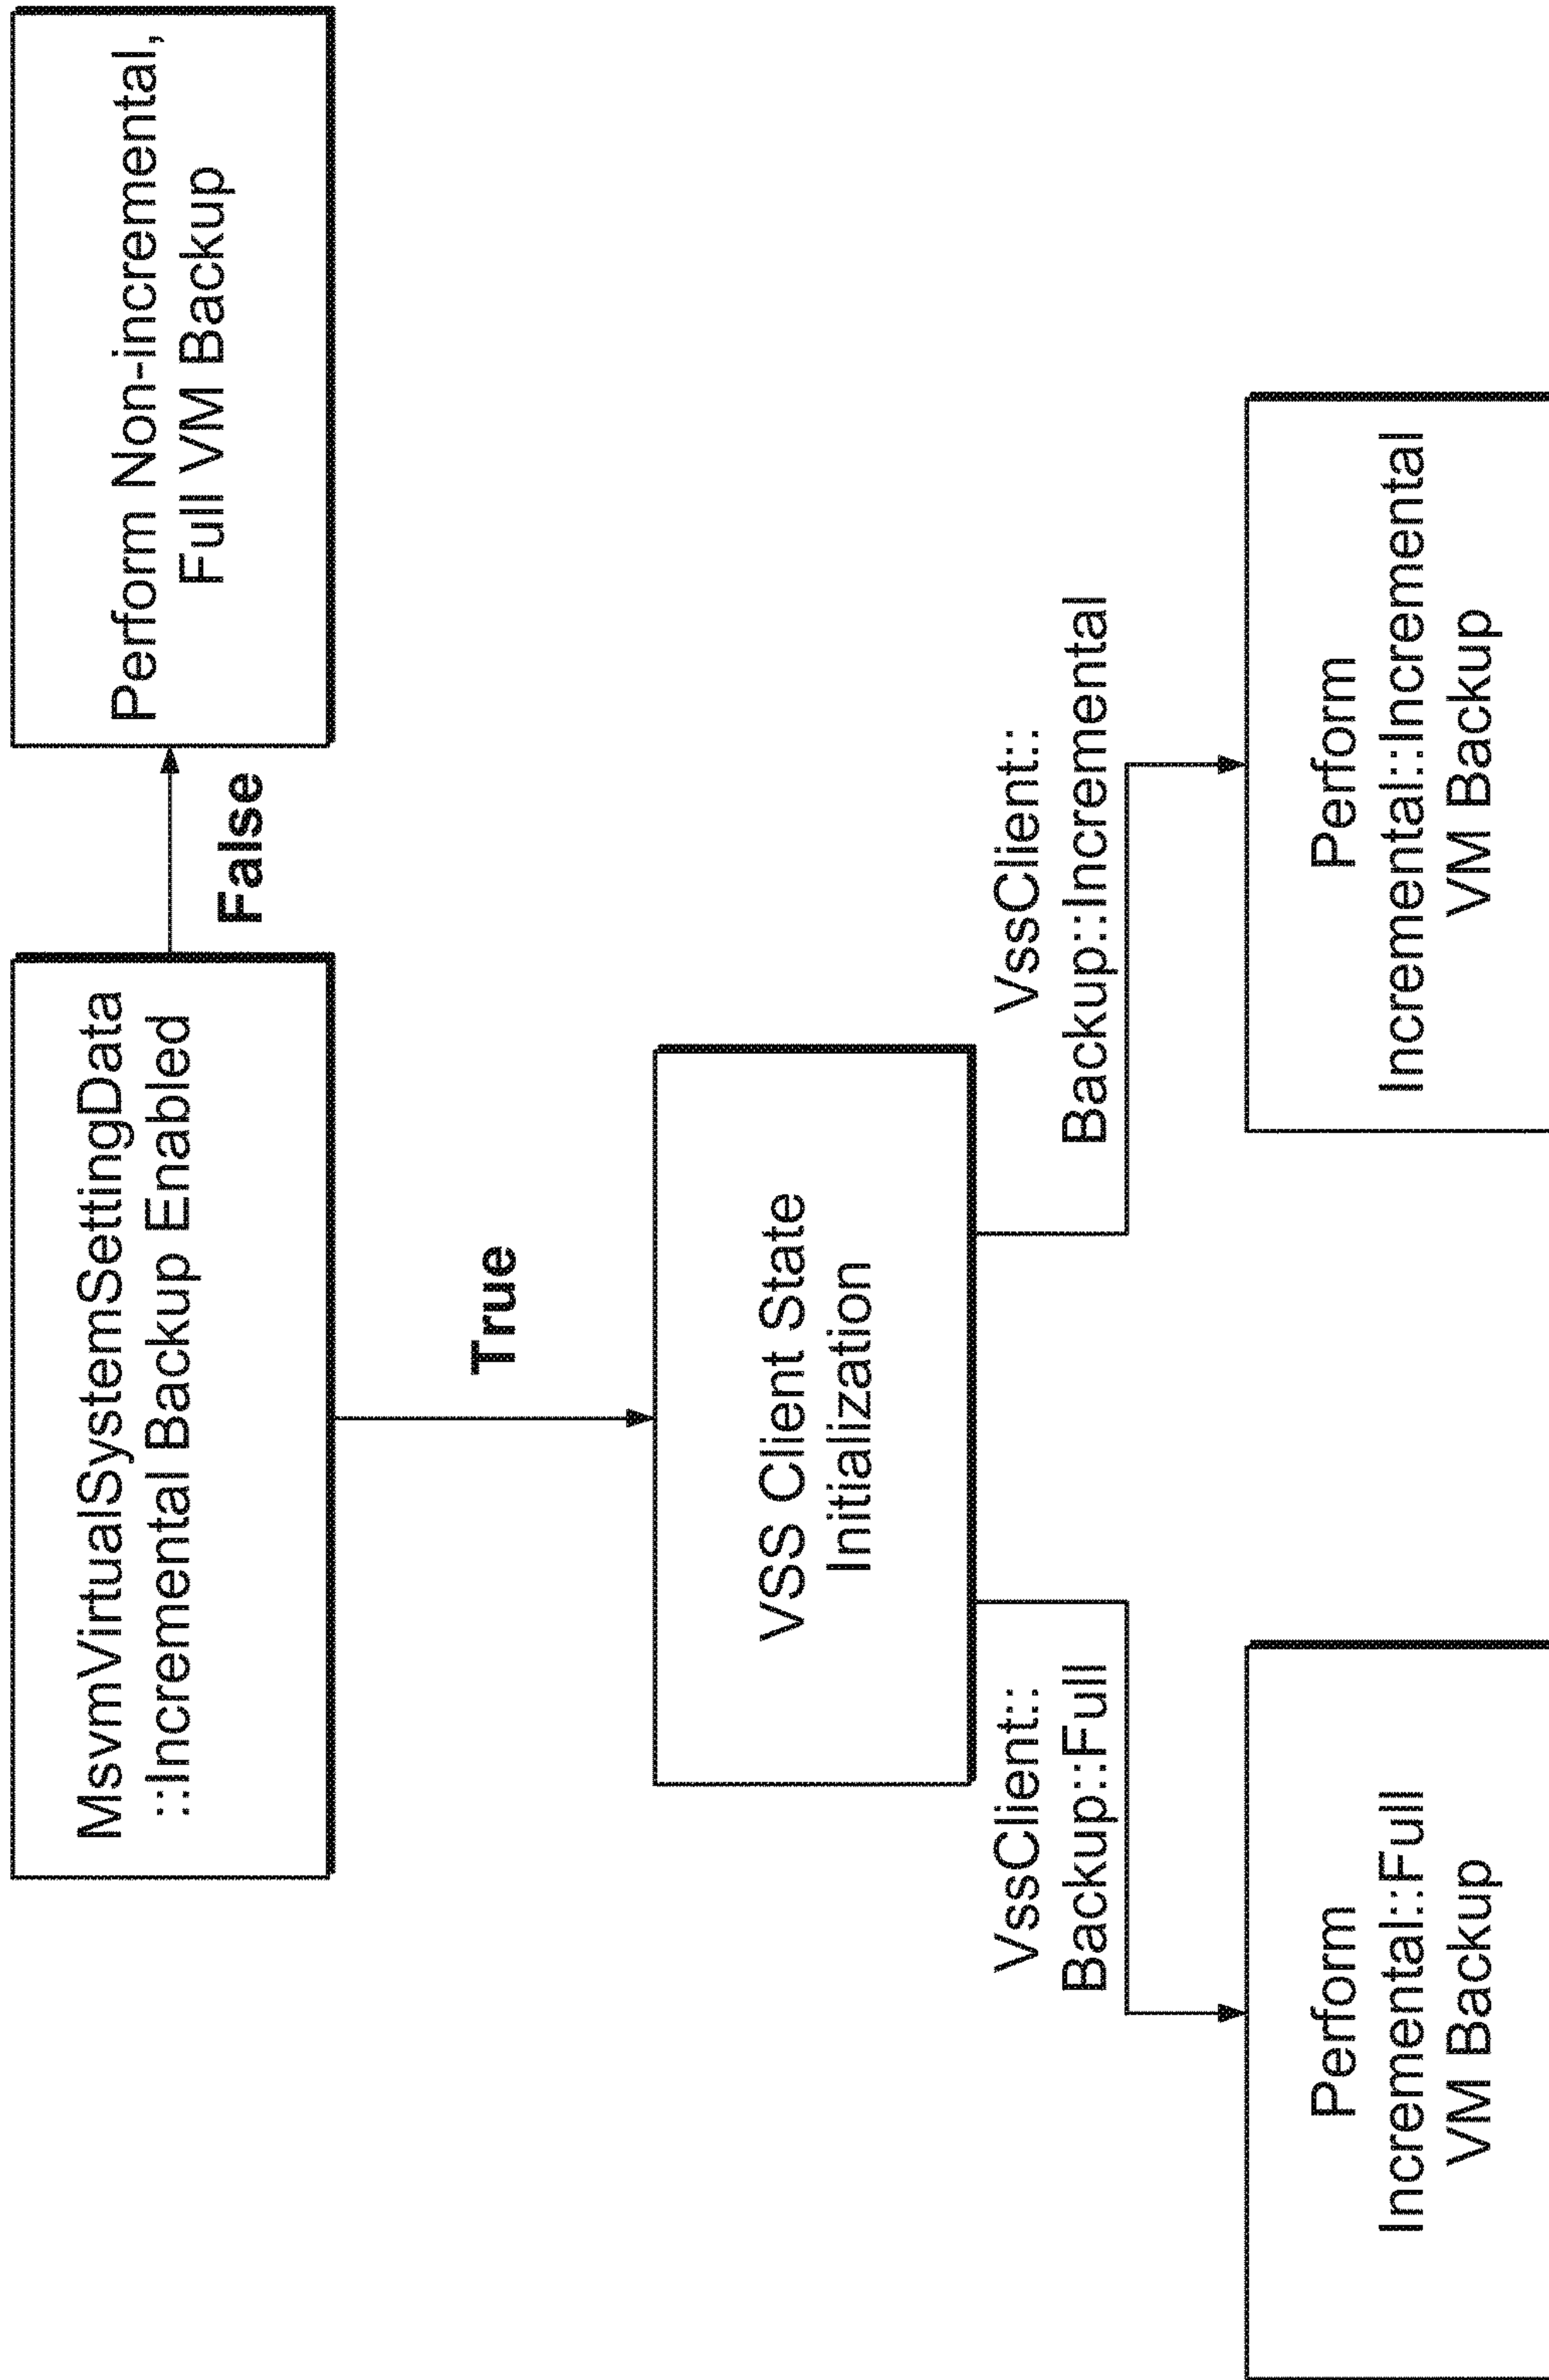 MsvmVirtualSystemSettingData
::Incremental Backup Enabled
False
Perform Non-incremental,
Full VM Backup
True
VSS Client State
Initialization
VssClient::
Backup::Full
VssClient::
Backup::Incremental
Perform
Incremental::Full
VM Backup
Perform
Incremental::Incremental
VM Backup